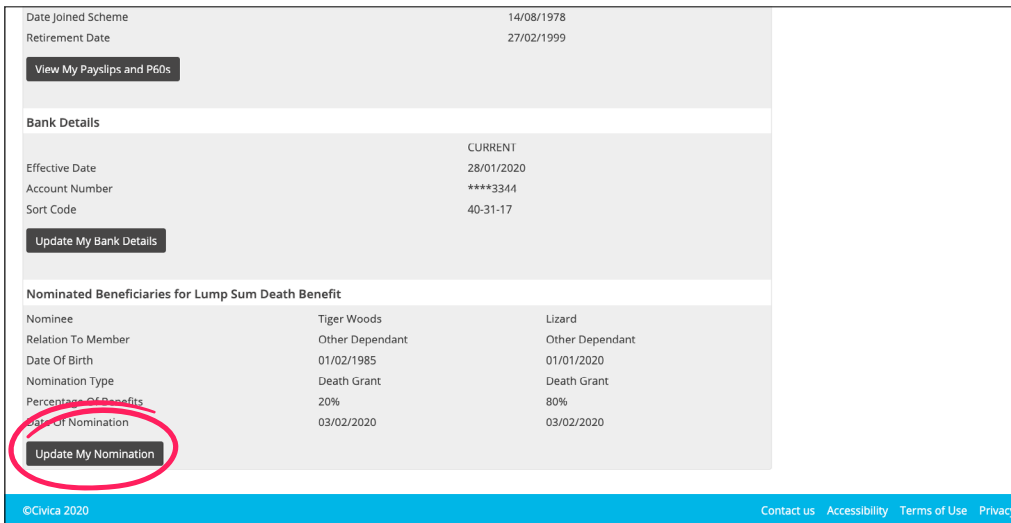 Date Joined Scheme 14/08/1978
Retirement Date 27/02/1999
View My Payslips and P60s
Bank Details
CURRENT
Effective Date 28/01/2020
Account Number ****3344
Sort Code 40-31-17
Update My Bank Details
Nominated Beneficiaries for Lump Sum Death Benefit
Nominee Tiger Woods Lizard
Relation To Member Other Dependant Other Dependant
Date Of Birth 01/02/1985 01/01/2020
Nomination Type Death Grant Death Grant
Percentage Of Benefits 20% 80%
Date Of Nomination 03/02/2020 03/02/2020
Update My Nomination
©Civica 2020 Contact us Accessibility Terms of Use Privacy